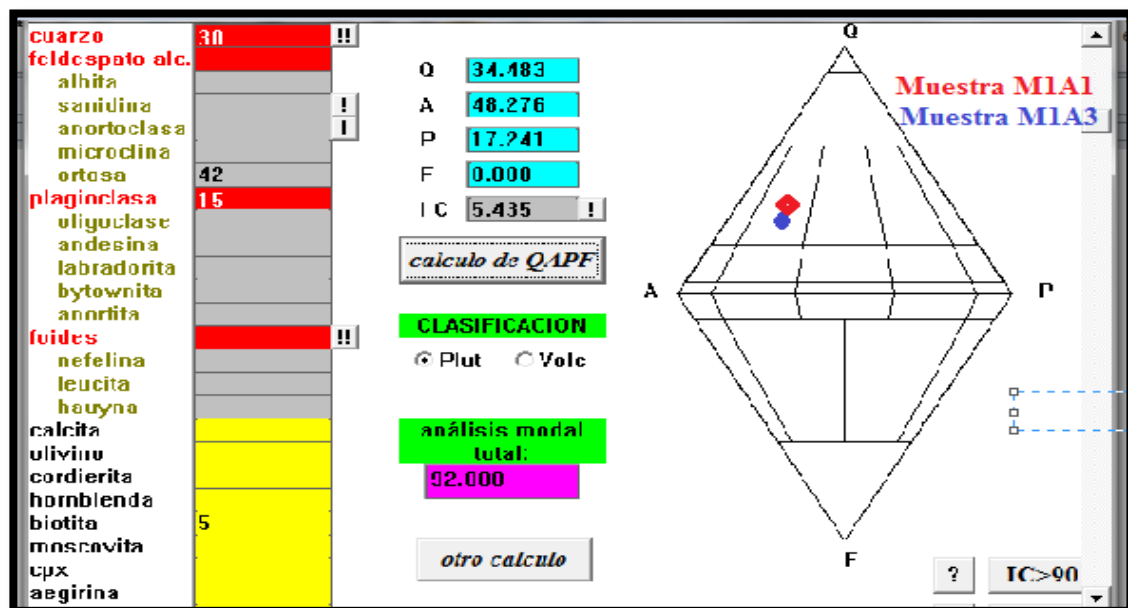 cuarzo 30 !!
feldespato alc.
albita
sanidina !
anortoclasa !
microclina
ortosa 42
plagioclasa 15
oligoclase
andesina
labradorita
bytownita
anortita
foides !!
nefelina
leucita
hauyna
calcita
olivino
cordierita
hornblenda
biotita 5
moscovita
cpx
aegirina
Q 34.483
A 48.276
P 17.241
F 0.000
IC 5.435 !
calculo de QAPF
CLASIFICACION
Plut Volc
análisis modal
total:
92.000
otro calculo
Q
Muestra M1A1
Muestra M1A3
A P
F
? IC>90